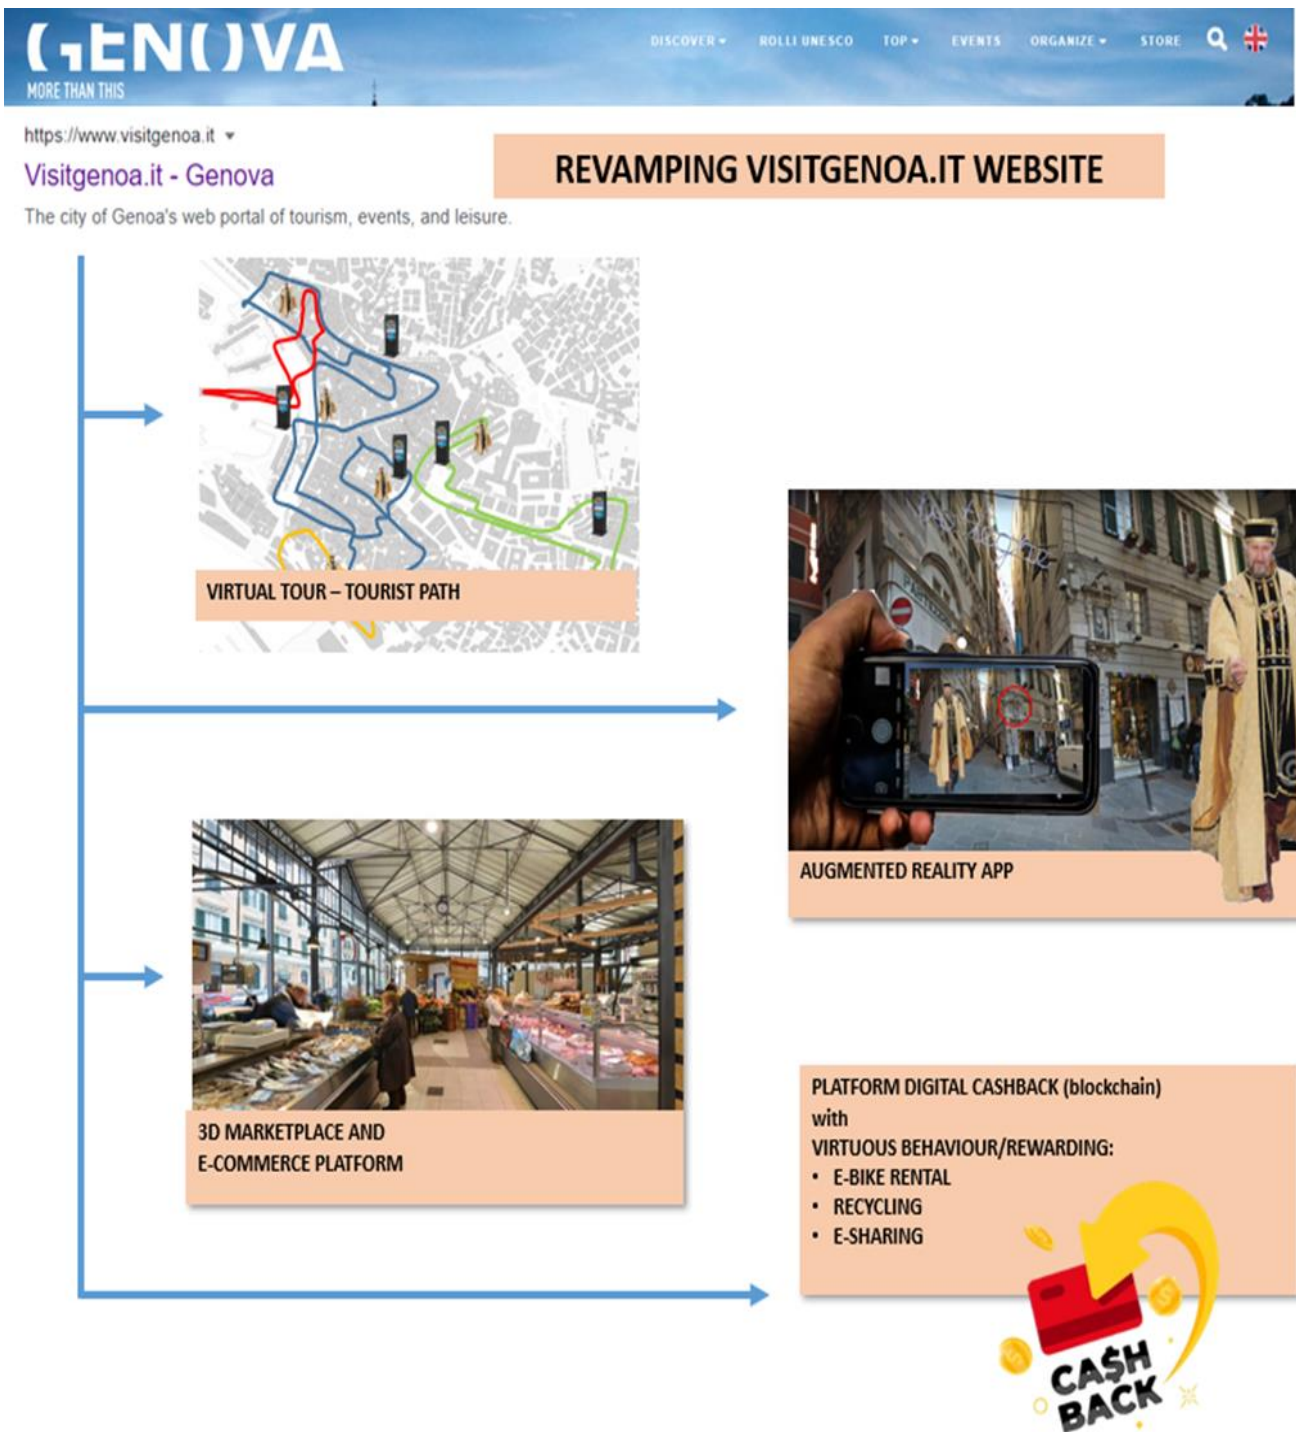 GENOVA
MORE THAN THIS
DISCOVER ROLLI UNESCO TOP EVENTS ORGANIZE STORE
https://www.visitgenoa.it
Visitgenoa.it - Genova
The city of Genoa's web portal of tourism, events, and leisure.
REVAMPING VISITGENOA.IT WEBSITE
VIRTUAL TOUR – TOURIST PATH
AUGMENTED REALITY APP
3D MARKETPLACE AND
E-COMMERCE PLATFORM
PLATFORM DIGITAL CASHBACK (blockchain)
with
VIRTUOUS BEHAVIOUR/REWARDING:
• E-BIKE RENTAL
• RECYCLING
• E-SHARING
CA$H
BACK